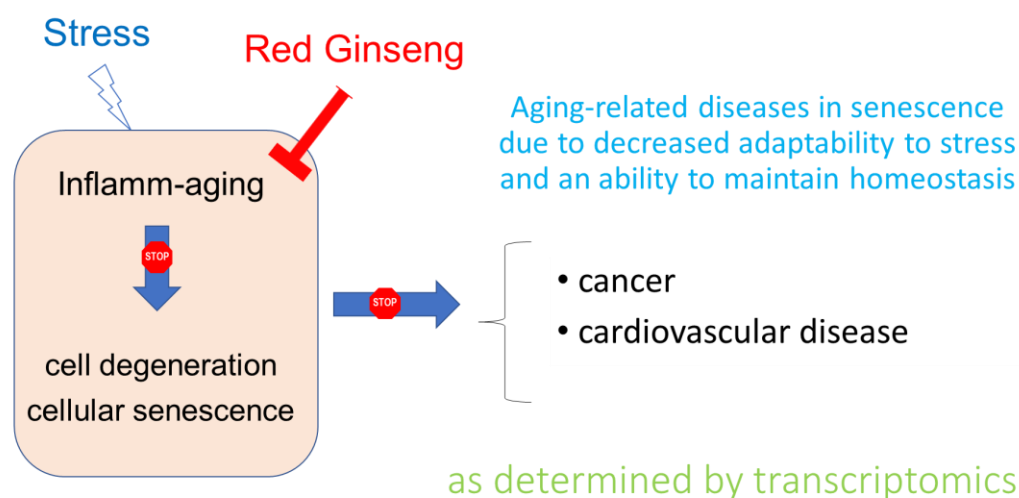 Stress
Red Ginseng
Inflamm-aging
STOP
cell degeneration
cellular senescence
STOP
Aging-related diseases in senescence
due to decreased adaptability to stress
and an ability to maintain homeostasis
• cancer
• cardiovascular disease
as determined by transcriptomics